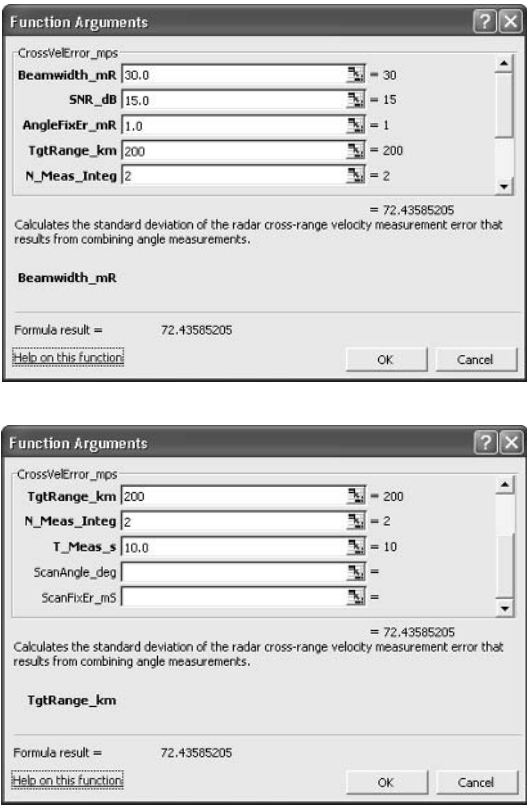 Function Arguments
CrossVelError_mps
Beamwidth_mR 30.0 = 30
SNR_dB 15.0 = 15
AngleFixEr_mR 1.0 = 1
TgtRange_km 200 = 200
N_Meas_Integ 2 = 2
= 72.43585205
Calculates the standard deviation of the radar cross-range velocity measurement error that
results from combining angle measurements.
Beamwidth_mR
Formula result = 72.43585205
Help on this function
OK Cancel
Function Arguments
CrossVelError_mps
TgtRange_km 200 = 200
N_Meas_Integ 2 = 2
T_Meas_s 10.0 = 10
ScanAngle_deg =
ScanFixEr_mS =
= 72.43585205
Calculates the standard deviation of the radar cross-range velocity measurement error that
results from combining angle measurements.
TgtRange_km
Formula result = 72.43585205
Help on this function
OK Cancel